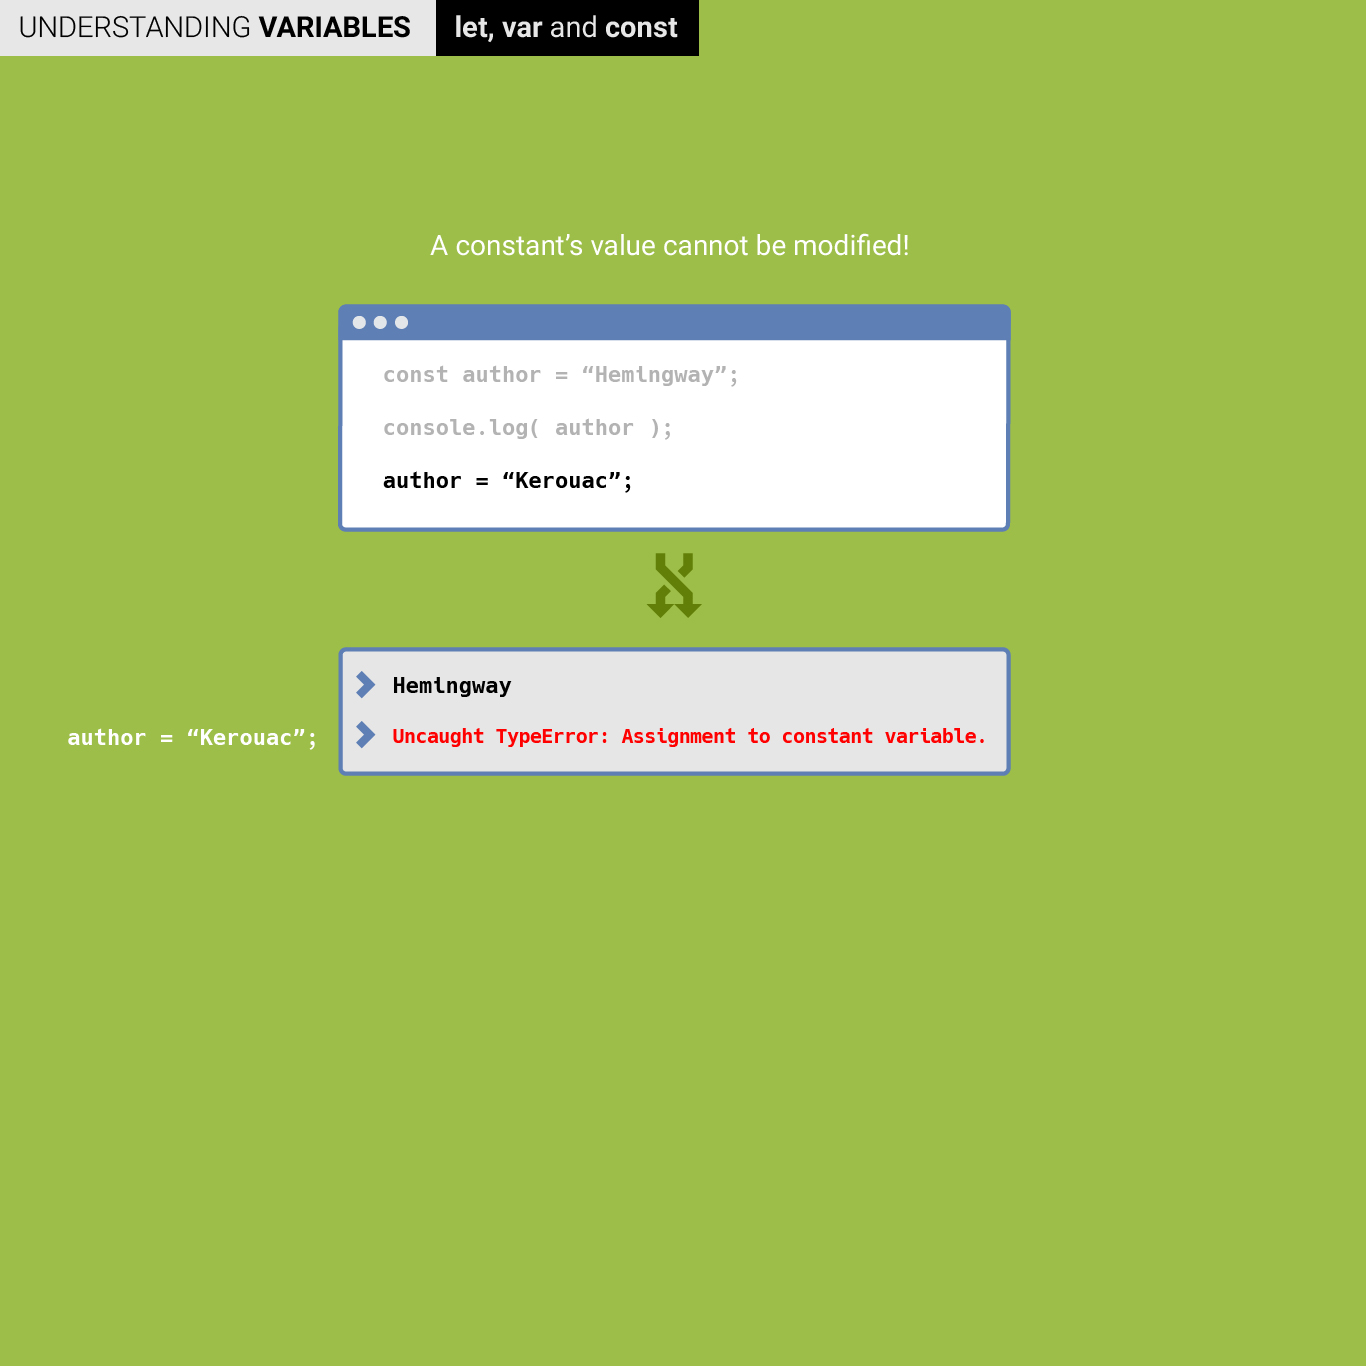 UNDERSTANDING VARIABLES let, var and const
A constant’s value cannot be modified!
const author = “Hemingway”;
console.log( author );
author = “Kerouac”;
Hemingway
author = “Kerouac”; Uncaught TypeError: Assignment to constant variable.